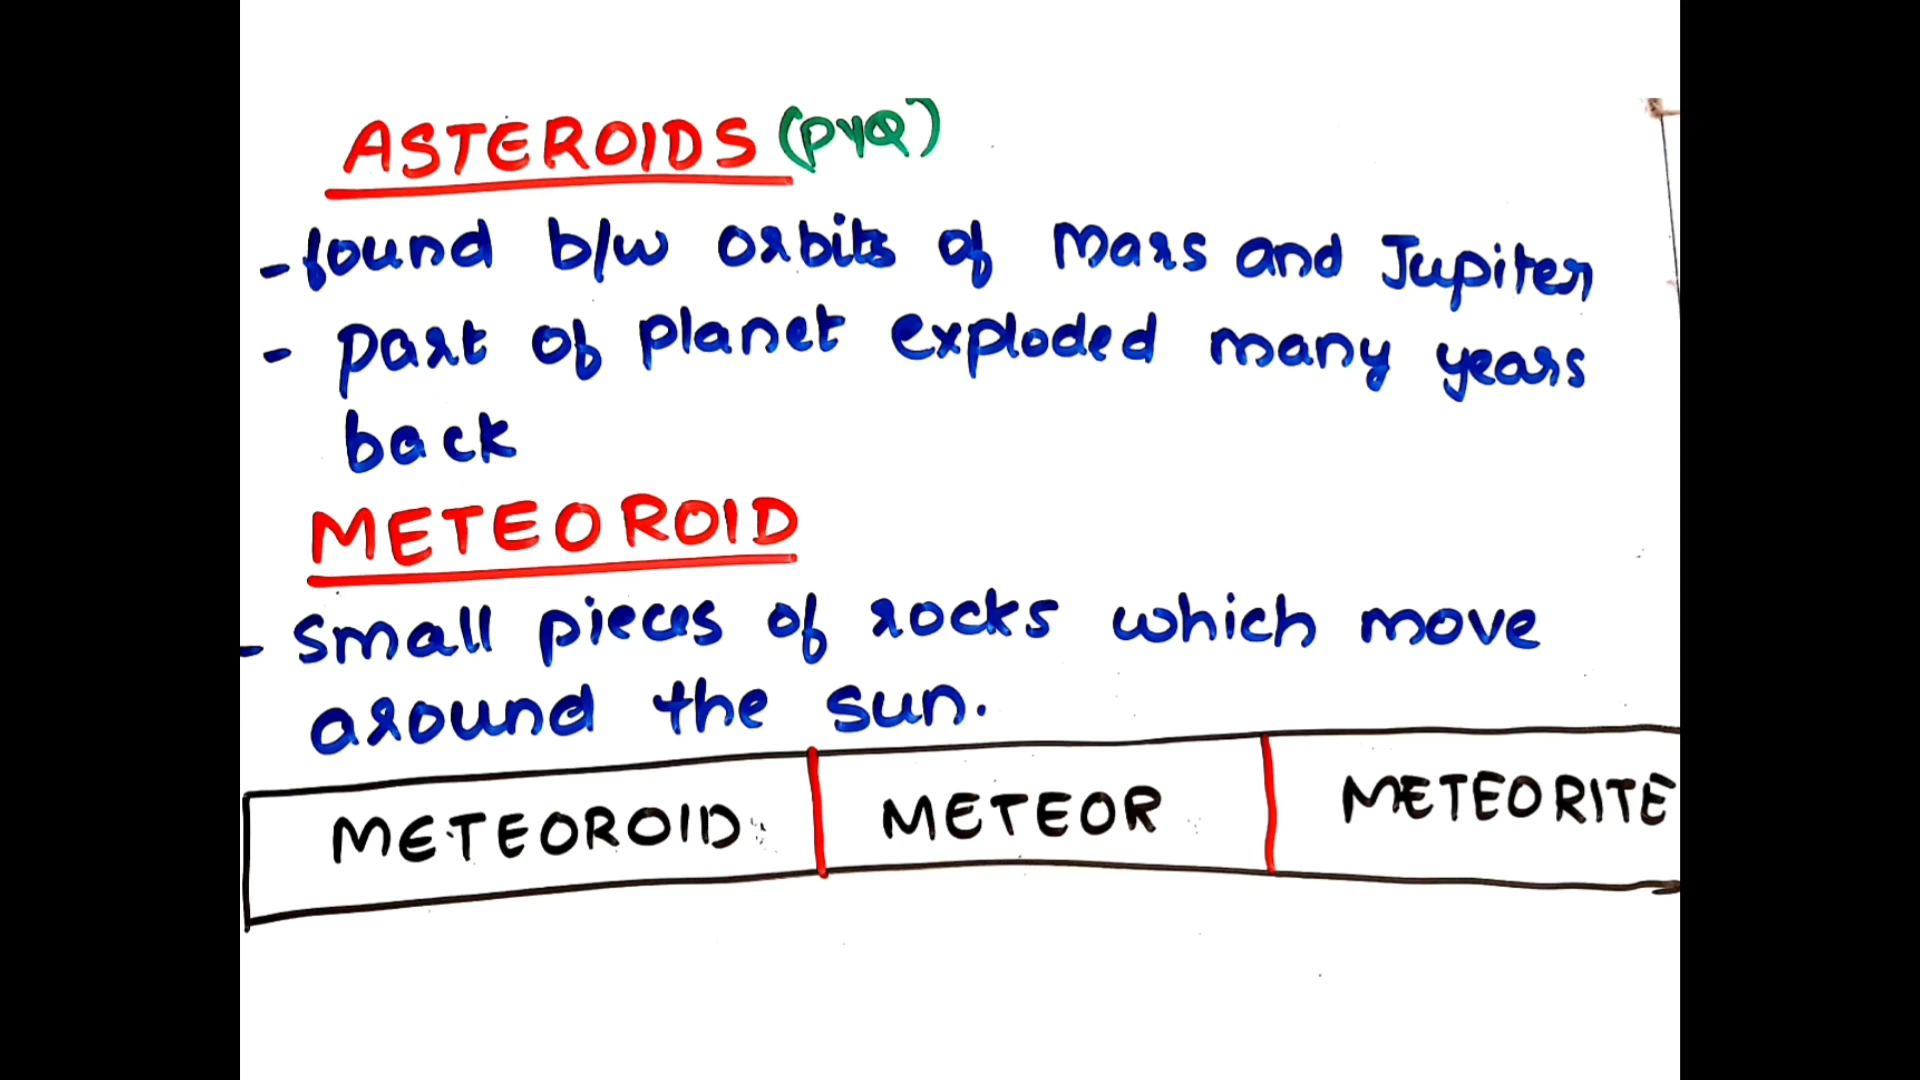 ASTEROIDS (PYQ)
- found b/w orbits of Mars and Jupiter
- part of planet exploded many years
back
METEOROID
- small pieces of rocks which move
around the sun.
METEOROID METEOR METEORITE